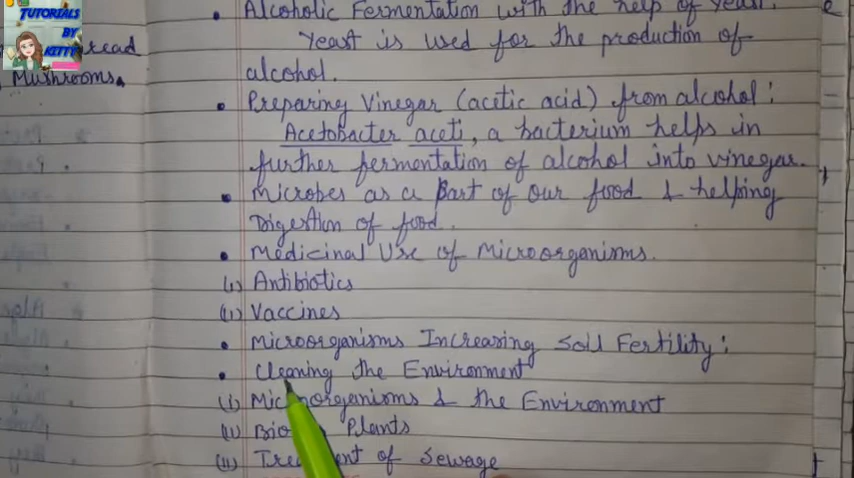 TUTORIALS
BY
KITTY
read
Mushrooms.
• Alcoholic Fermentation with the help of yeast.
Yeast is used for the production of
alcohol.
• Preparing Vinegar (acetic acid) from alcohol:
Acetobacter aceti, a bacterium helps in
further fermentation of alcohol into vinegar.
• Microbes as a Part of our food & helping
Digestion of food.
• Medicinal Use of Microorganisms.
(i) Antibiotics
(ii) Vaccines
• Microorganisms Increasing Soil Fertility:
• Cleaning the Environment
(i) Microorganisms & the Environment
(ii) Plants
(iii) of Sewage